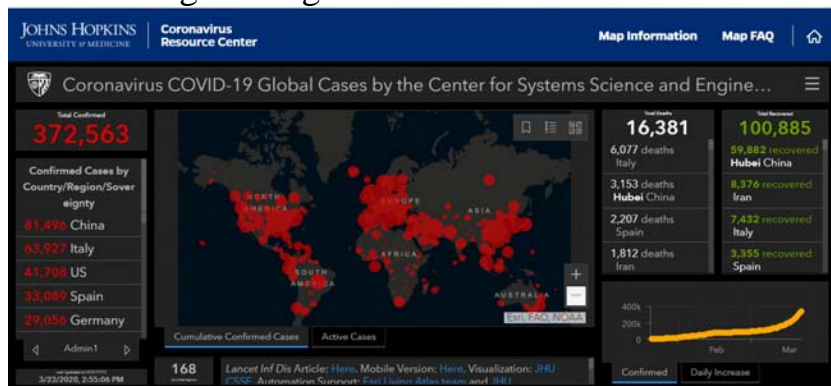 JOHNS HOPKINS
UNIVERSITY & MEDICINE
Coronavirus
Resource Center
Map Information
Map FAQ
Coronavirus COVID-19 Global Cases by the Center for Systems Science and Engine...
Total Confirmed
372,563
Confirmed Cases by
Country/Region/Sover
eignty
81,496 China
63,927 Italy
41,708 US
33,089 Spain
29,056 Germany
Admin1
3/23/2020, 2:55:06 PM
NORTH
AMERICA
EUROPE
ASIA
AFRICA
SOUTH
AMERICA
AUSTRALIA
Esri, FAO, NOAA
Cumulative Confirmed Cases
Active Cases
168
Lancet Inf Dis Article: Here. Mobile Version: Here. Visualization: JHU
CSSE. Automation Support: Esri Living Atlas team and JHU
Total Deaths
16,381
6,077 deaths
Italy
3,153 deaths
Hubei China
2,207 deaths
Spain
1,812 deaths
Iran
Total Recovered
100,885
59,882 recovered
Hubei China
8,376 recovered
Iran
7,432 recovered
Italy
3,355 recovered
Spain
400k
200k
0
Feb
Mar
Confirmed
Daily Increase